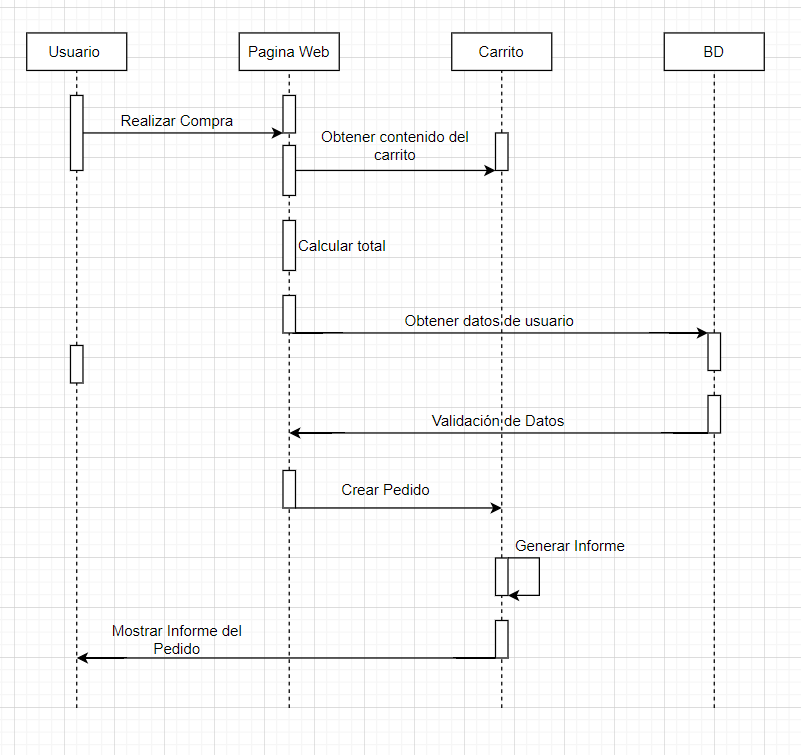 Usuario
Pagina Web
Carrito
BD
Realizar Compra
Obtener contenido del
carrito
Calcular total
Obtener datos de usuario
Validación de Datos
Crear Pedido
Generar Informe
Mostrar Informe del
Pedido